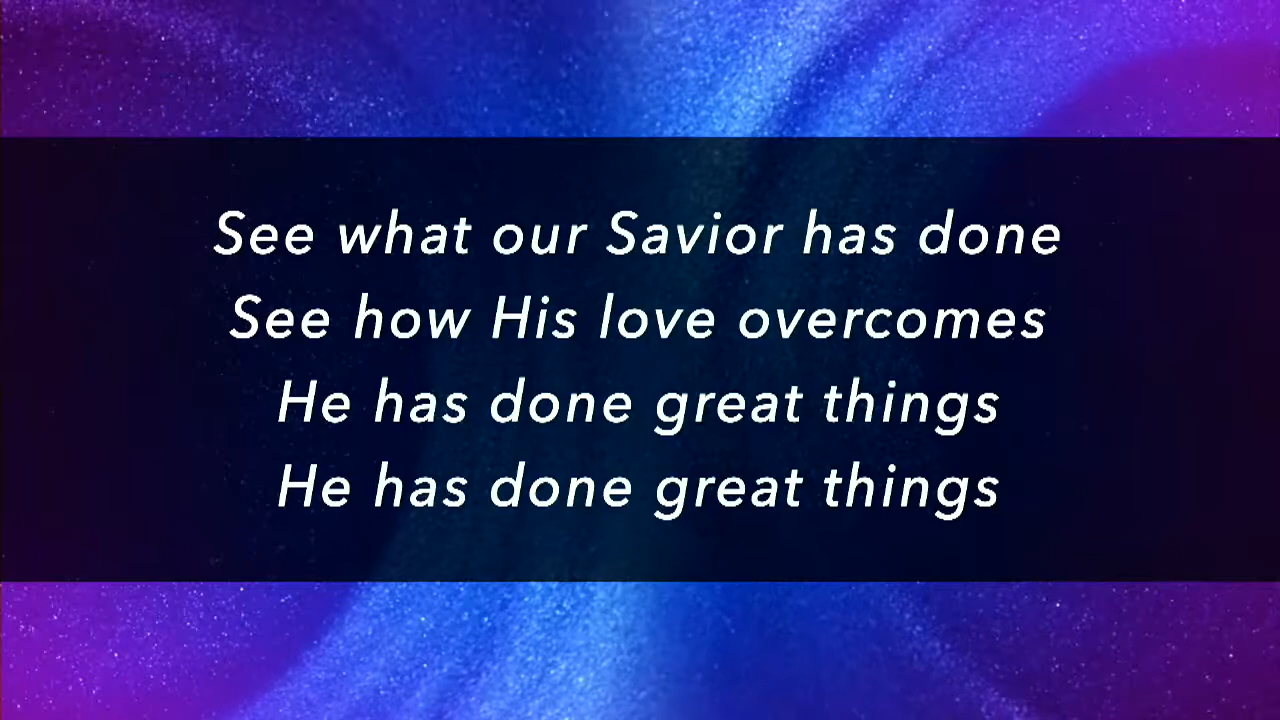 See what our Savior has done
See how His love overcomes
He has done great things
He has done great things